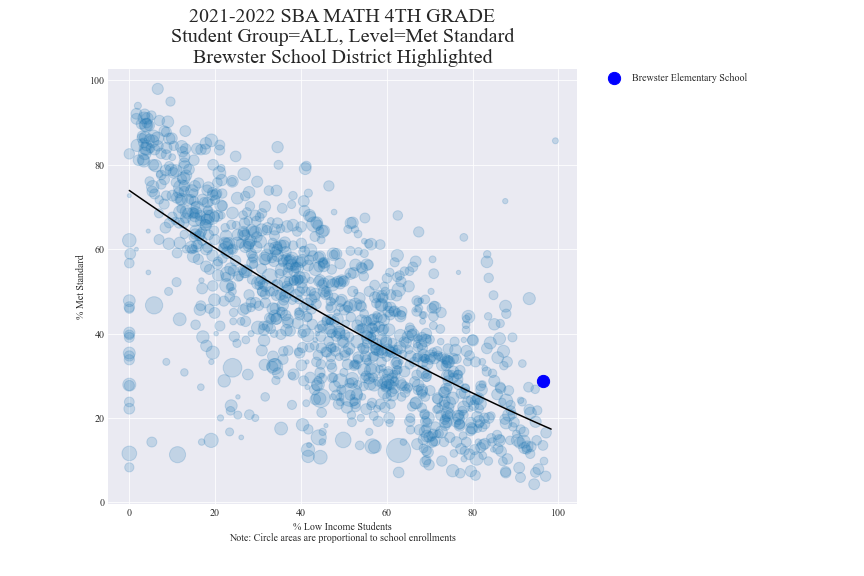 2021-2022 SBA MATH 4TH GRADE
Student Group=ALL, Level=Met Standard
Brewster School District Highlighted
Brewster Elementary School
% Met Standard
100
80
60
40
20
0
0 20 40 60 80 100
% Low Income Students
Note: Circle areas are proportional to school enrollments